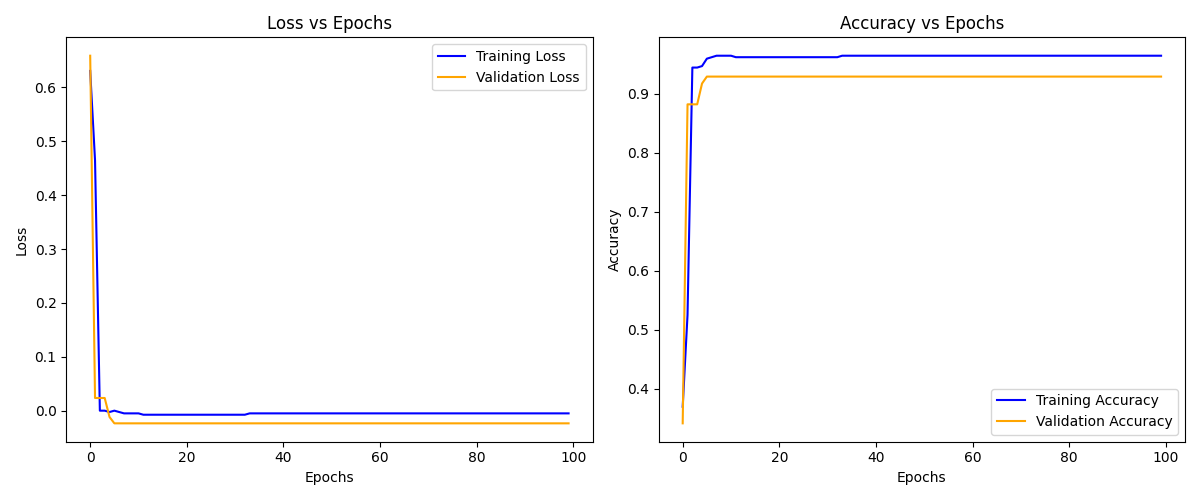 Loss vs Epochs
Training Loss
Validation Loss
0.6
0.5
0.4
0.3
0.2
0.1
0.0
Loss
0 20 40 60 80 100
Epochs
Accuracy vs Epochs
0.9
0.8
0.7
0.6
0.5
0.4
Accuracy
Training Accuracy
Validation Accuracy
0 20 40 60 80 100
Epochs